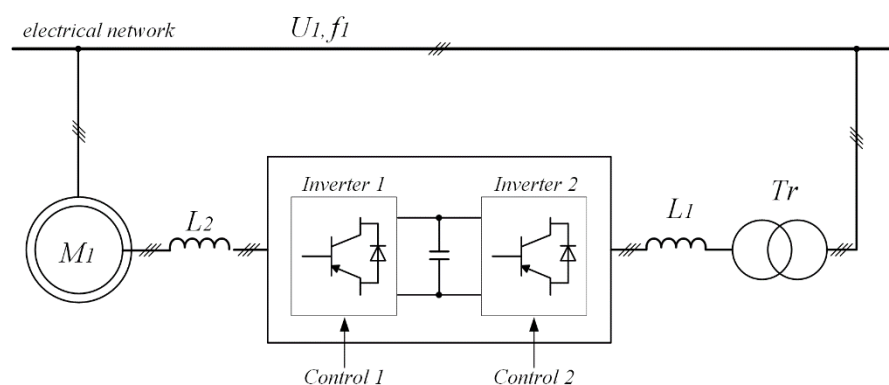 electrical network
U1, f1
Inverter 1
Inverter 2
L2
L1
Tr
M1
Control 1
Control 2